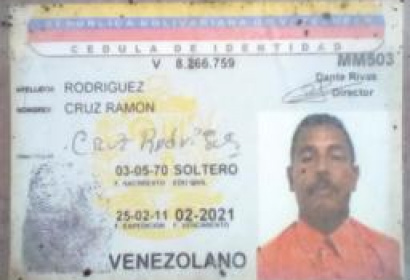 REPUBLICA BOLIVARIANA DE VENEZUELA
CEDULA DE IDENTIDAD
V 8.266.759
MM503
Dante Rivas
Director
APELLIDOS RODRIGUEZ
NOMBRES CRUZ RAMON
Cruz Rodriguez
03-05-70 SOLTERO
F. NACIMIENTO EDO CIVIL
25-02-11 02-2021
F. EXPEDICION F. VENCIMIENTO
VENEZOLANO